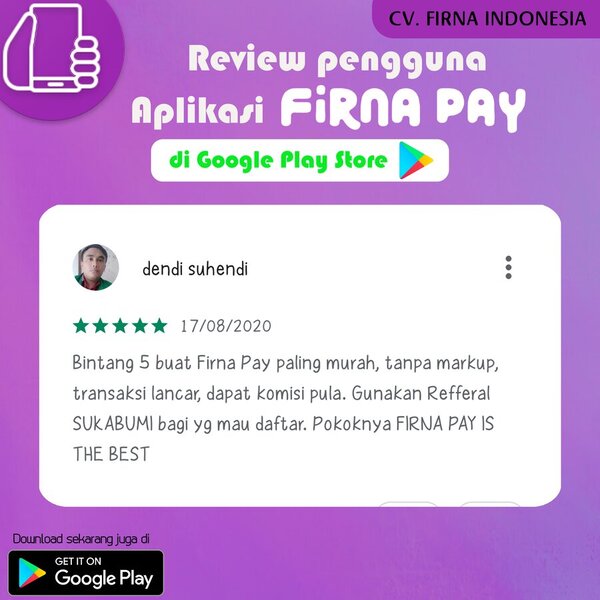 CV. FIRNA INDONESIA
Review pengguna
Aplikasi FiRNA PAY
di Google Play Store
dendi suhendi
17/08/2020
Bintang 5 buat Firna Pay paling murah, tanpa markup,
transaksi lancar, dapat komisi pula. Gunakan Refferal
SUKABUMI bagi yg mau daftar. Pokoknya FIRNA PAY IS
THE BEST
Download sekarang juga di
GET IT ON
Google Play